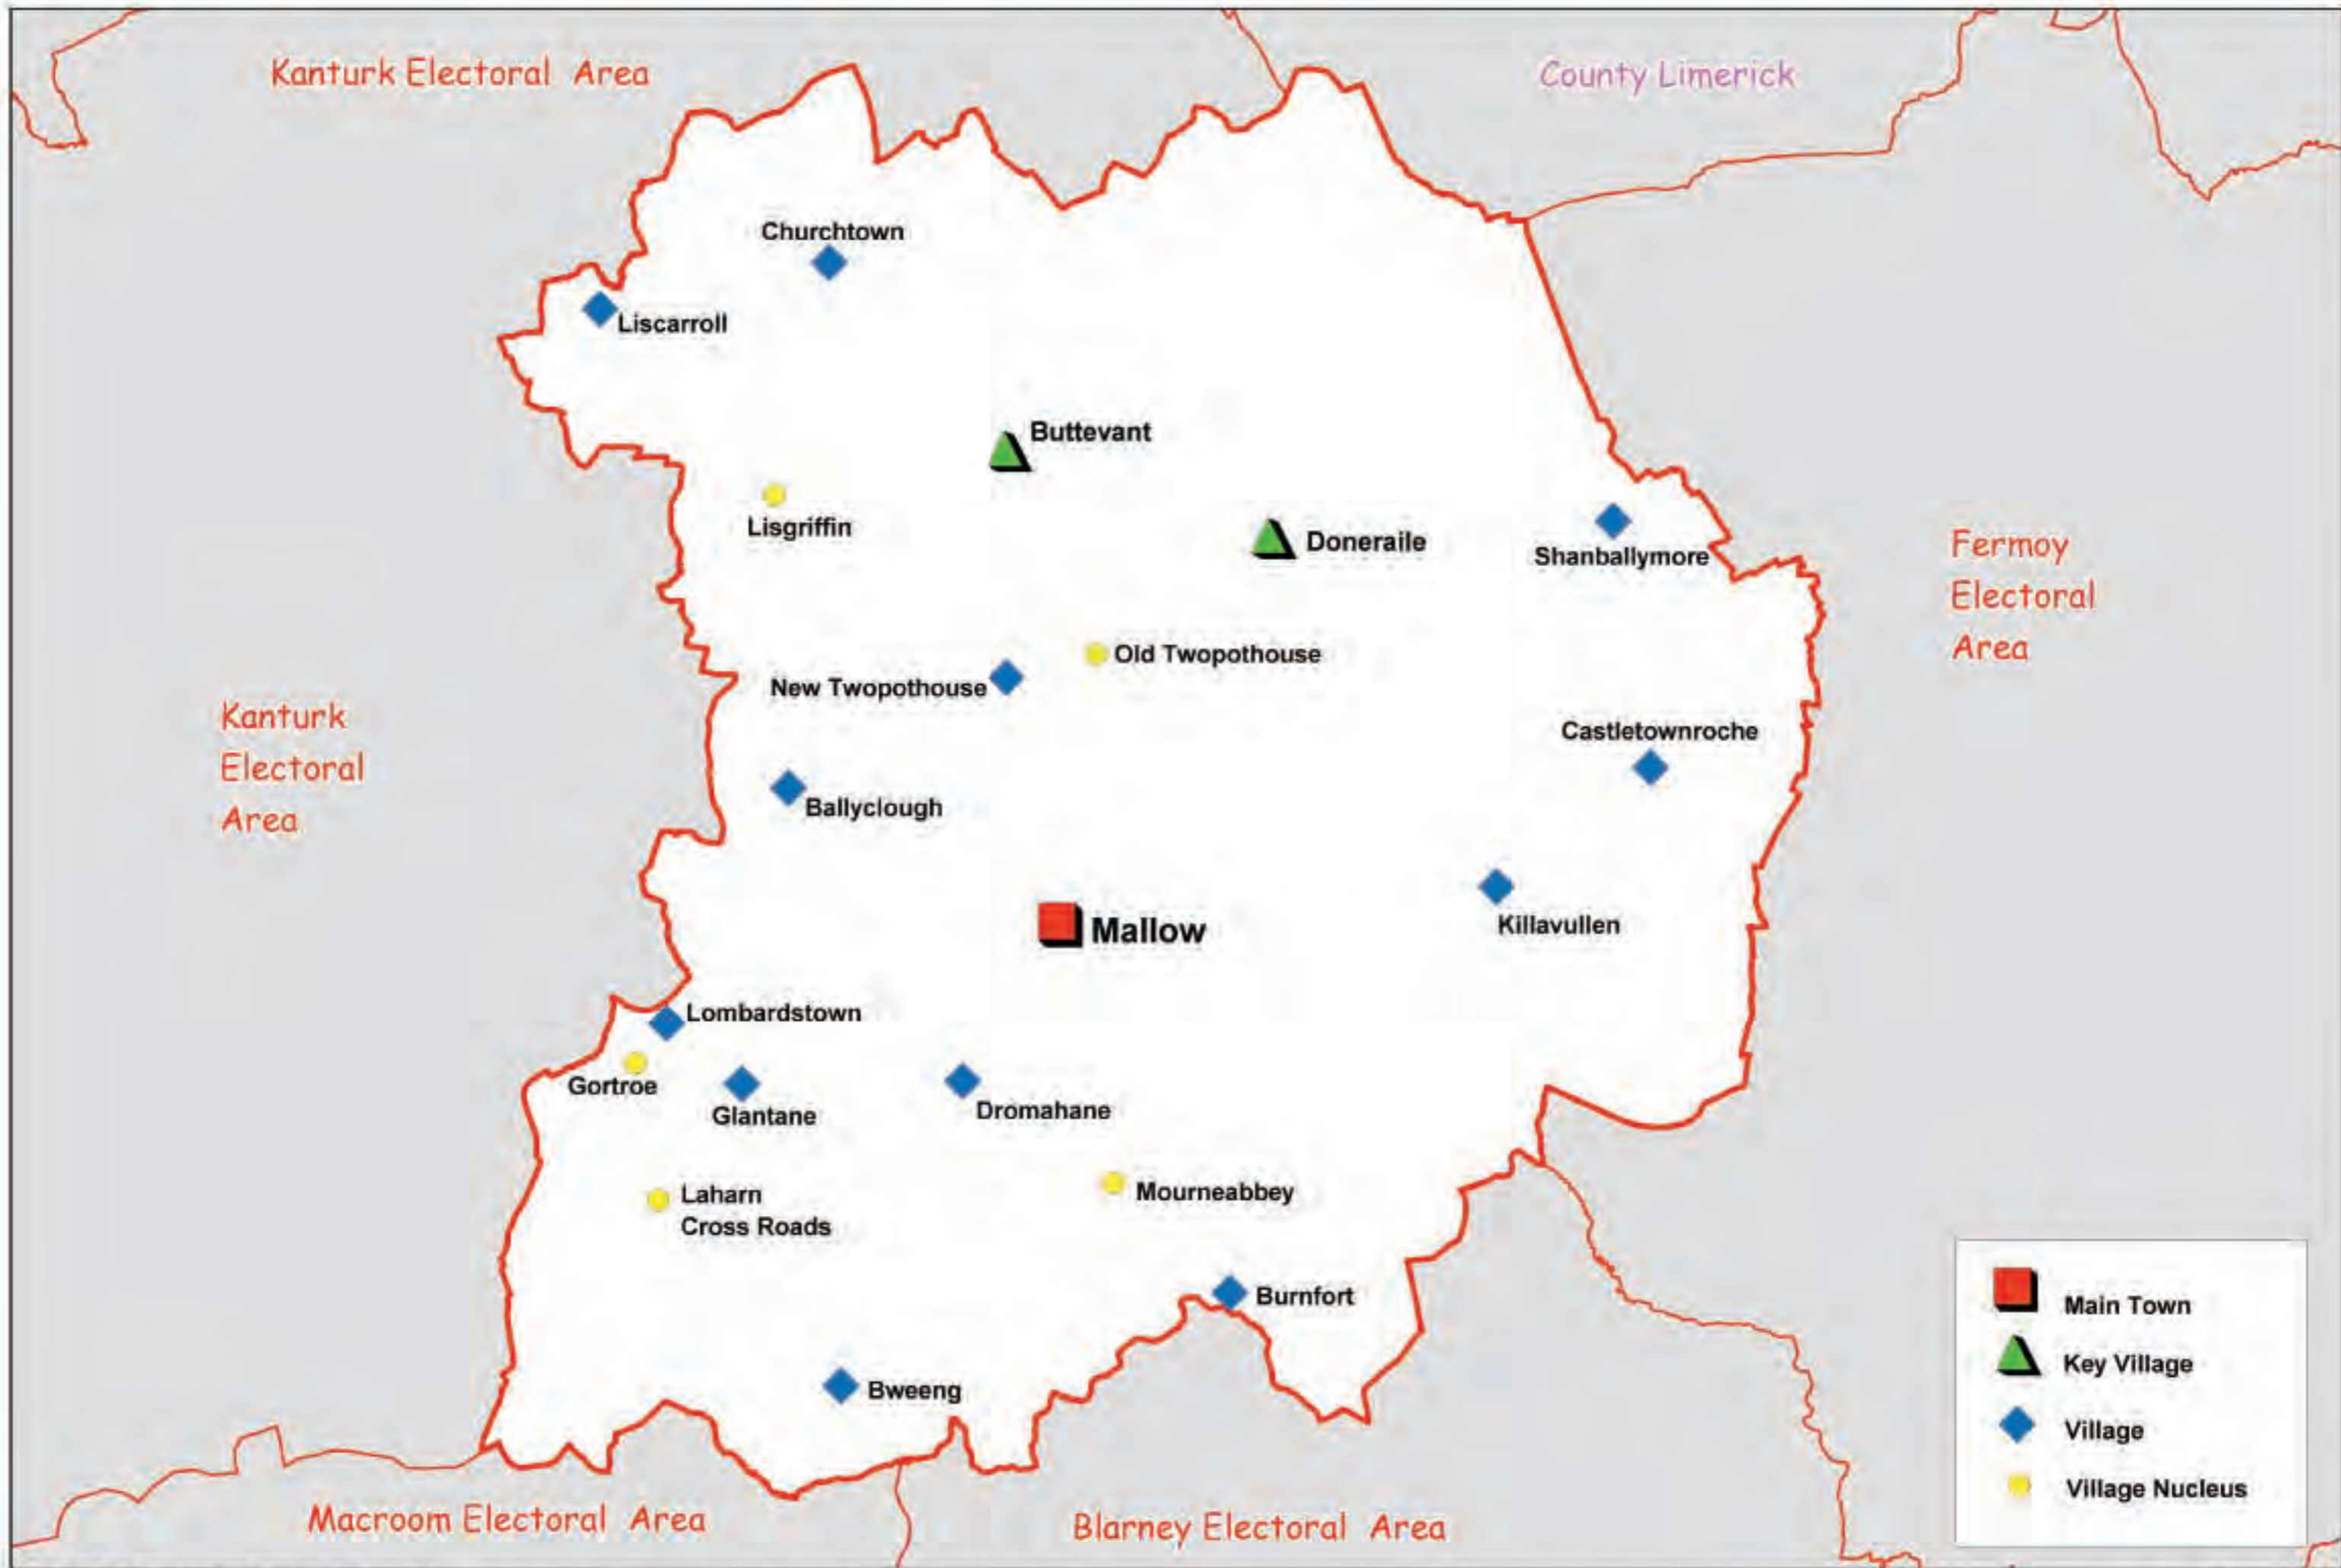 Kanturk Electoral Area
County Limerick
Churchtown
Liscarroll
Buttevant
Lisgriffin
Doneraile
Shanballymore
Fermoy
Electoral
Area
Old Twopothouse
New Twopothouse
Kanturk
Electoral
Area
Castletownroche
Ballyclough
Killavullen
Mallow
Lombardstown
Gortroe
Glantane
Dromahane
Laharn
Cross Roads
Mourneabbey
Burnfort
Bweeng
Main Town
Key Village
Village
Village Nucleus
Macroom Electoral Area
Blarney Electoral Area